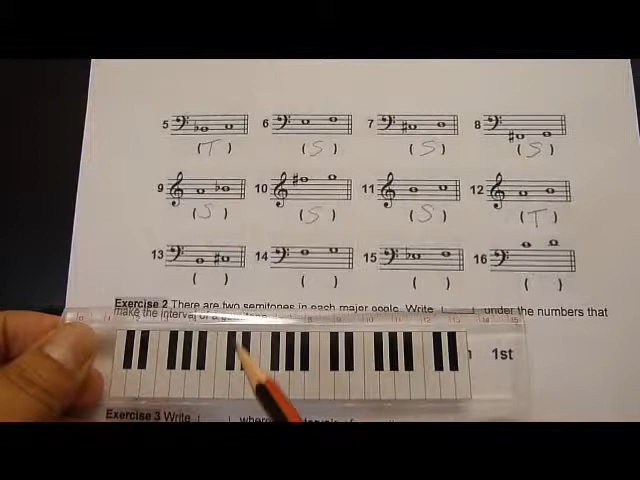 5 6 7 8
(T) (S) (S) (S)
9 10 11 12
(S) (S) (S) (T)
13 14 15 16
( ) ( ) ( ) ( )
Exercise 2 There are two semitones in each major scale. Write under the numbers that
make the interval of a
1st
Exercise 3 Write